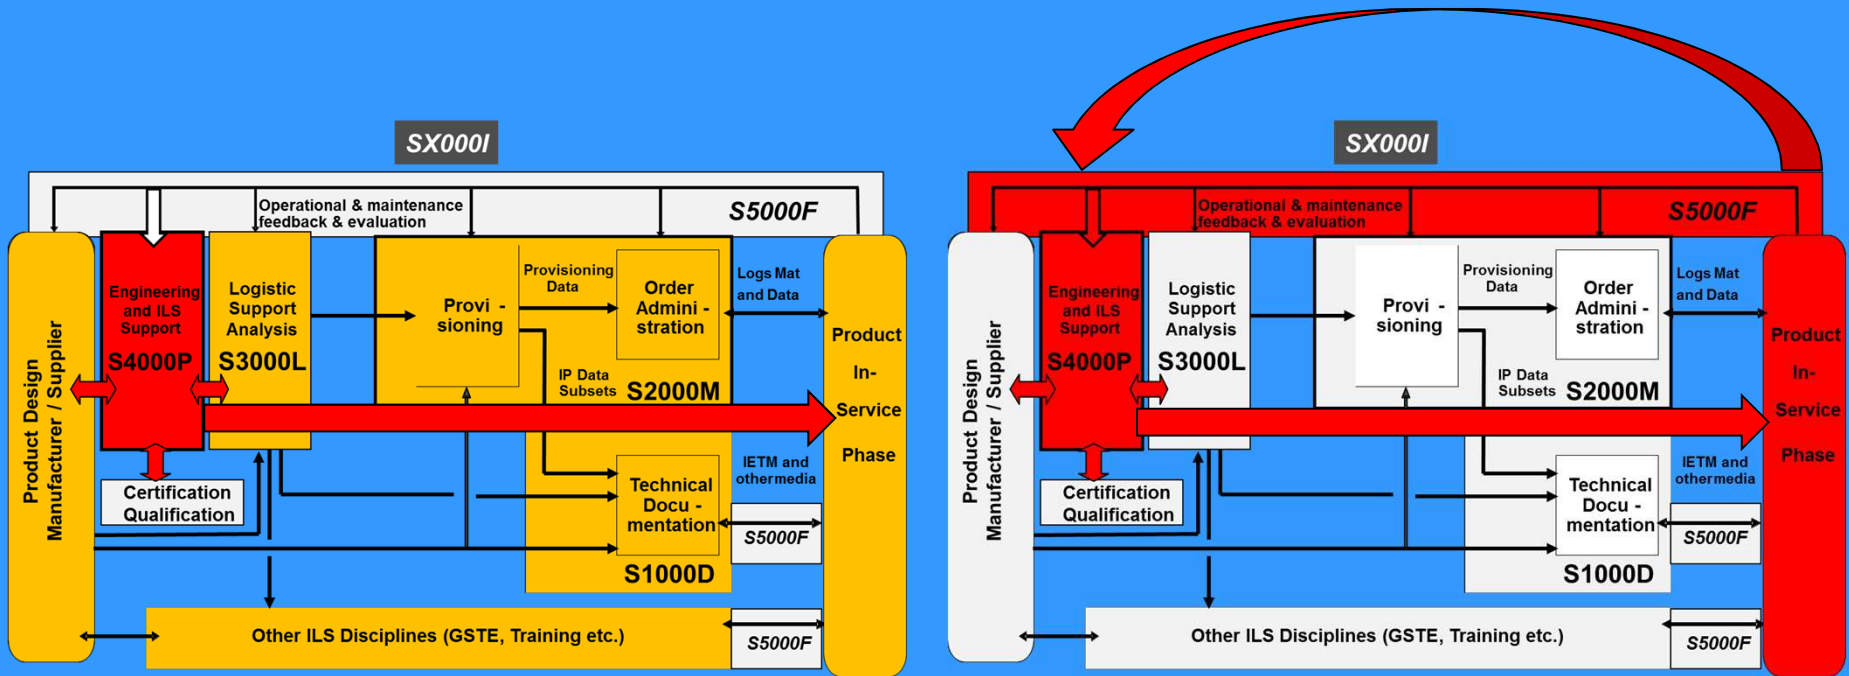 SX000I
Operational & maintenance
feedback & evaluation
S5000F
Product Design
Manufacturer / Supplier
Engineering
and ILS
Support
S4000P
Logistic
Support
Analysis
S3000L
Provi -
sioning
Provisioning
Data
Order
Admini -
stration
IP Data
Subsets
S2000M
Logs Mat
and Data
Product
In-
Service
Phase
Certification
Qualification
IETM and
othermedia
Technical
Docu -
mentation
S5000F
S1000D
Other ILS Disciplines (GSTE, Training etc.)
S5000F
SX000I
Operational & maintenance
feedback & evaluation
S5000F
Product Design
Manufacturer / Supplier
Engineering
and ILS
Support
S4000P
Logistic
Support
Analysis
S3000L
Provi -
sioning
Provisioning
Data
Order
Admini -
stration
IP Data
Subsets
S2000M
Logs Mat
and Data
Product
In-
Service
Phase
Certification
Qualification
IETM and
othermedia
Technical
Docu -
mentation
S5000F
S1000D
Other ILS Disciplines (GSTE, Training etc.)
S5000F